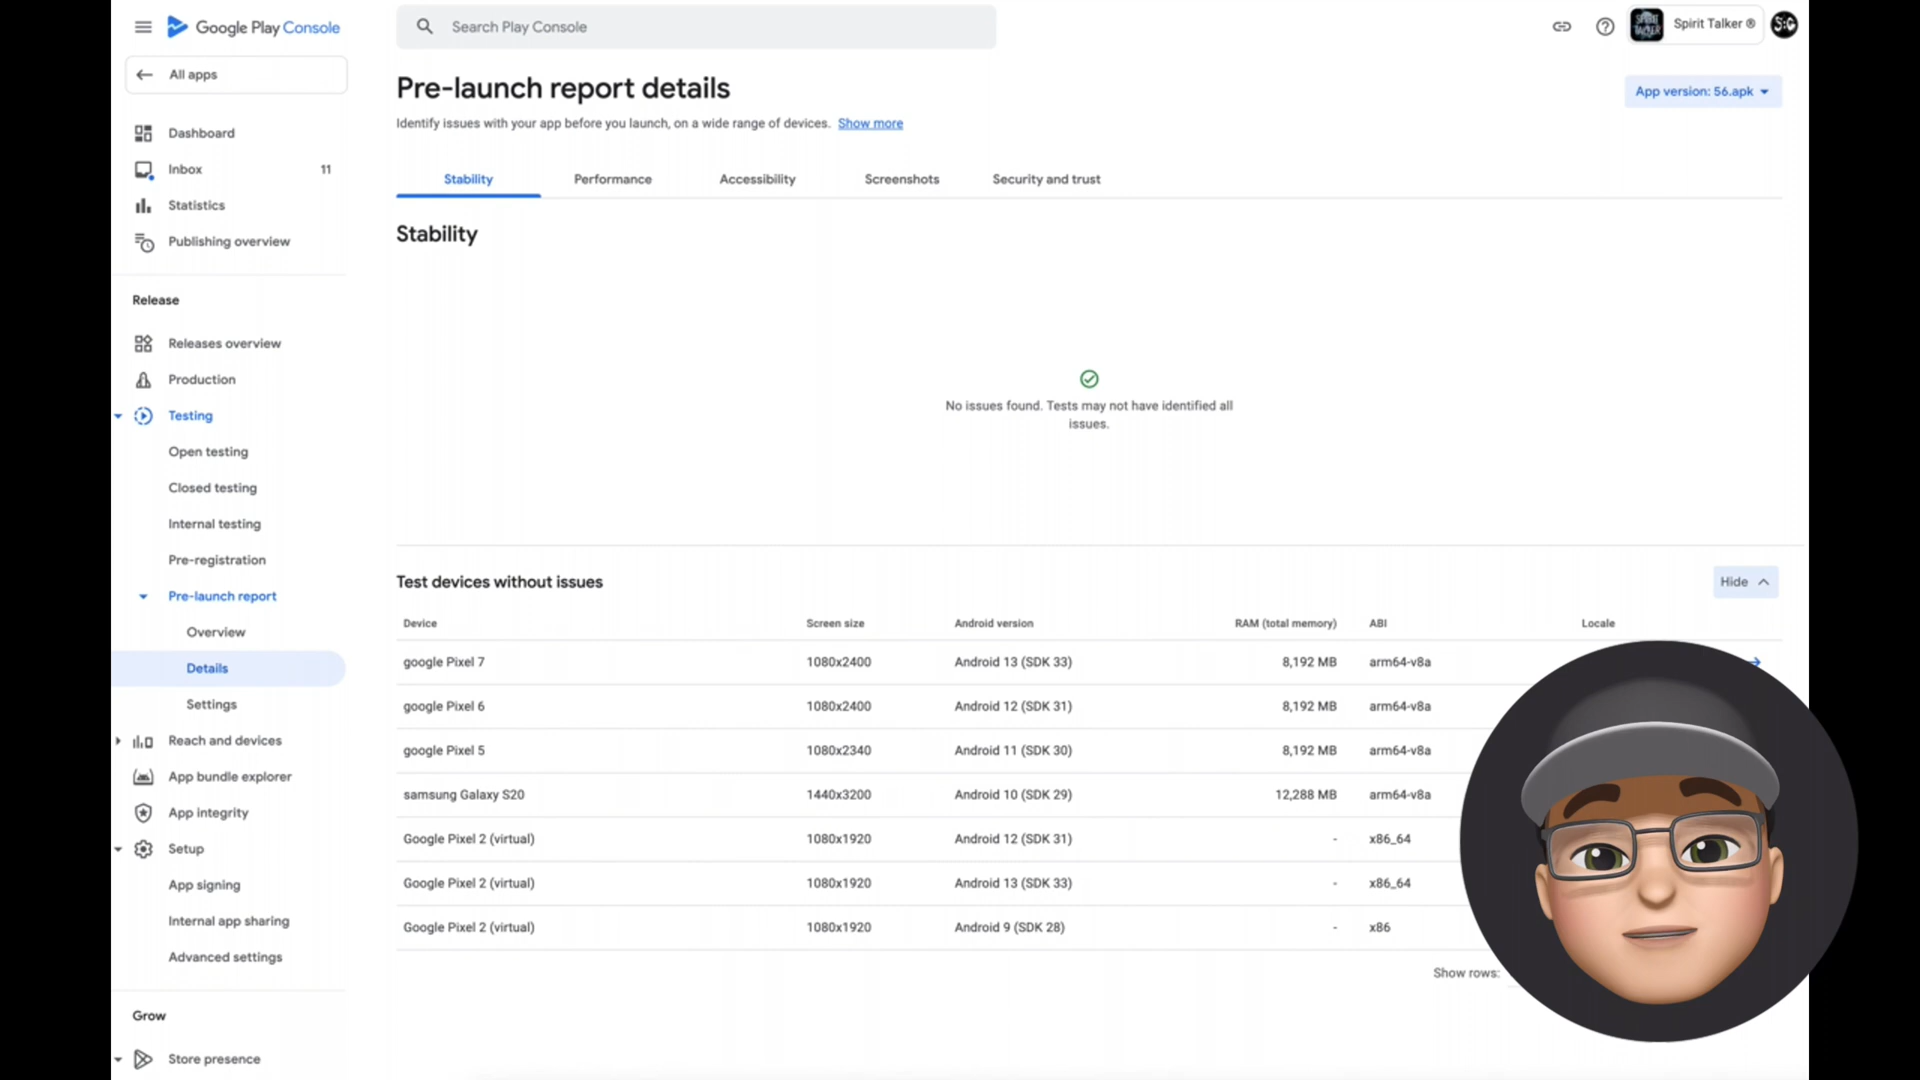 Google Play Console
Search Play Console
Spirit Talker ®
All apps
Dashboard
Inbox 11
Statistics
Publishing overview
Release
Releases overview
Production
Testing
Open testing
Closed testing
Internal testing
Pre-registration
Pre-launch report
Overview
Details
Settings
Reach and devices
App bundle explorer
App integrity
Setup
App signing
Internal app sharing
Advanced settings
Grow
Store presence
Pre-launch report details
App version: 56.apk
Identify issues with your app before you launch, on a wide range of devices. Show more
Stability Performance Accessibility Screenshots Security and trust
Stability
No issues found. Tests may not have identified all
issues.
Test devices without issues
Hide
Device Screen size Android version RAM (total memory) ABI Locale
google Pixel 7 1080x2400 Android 13 (SDK 33) 8,192 MB arm64-v8a
google Pixel 6 1080x2400 Android 12 (SDK 31) 8,192 MB arm64-v8a
google Pixel 5 1080x2340 Android 11 (SDK 30) 8,192 MB arm64-v8a
samsung Galaxy S20 1440x3200 Android 10 (SDK 29) 12,288 MB arm64-v8a
Google Pixel 2 (virtual) 1080x1920 Android 12 (SDK 31) - x86_64
Google Pixel 2 (virtual) 1080x1920 Android 13 (SDK 33) - x86_64
Google Pixel 2 (virtual) 1080x1920 Android 9 (SDK 28) - x86
Show rows: